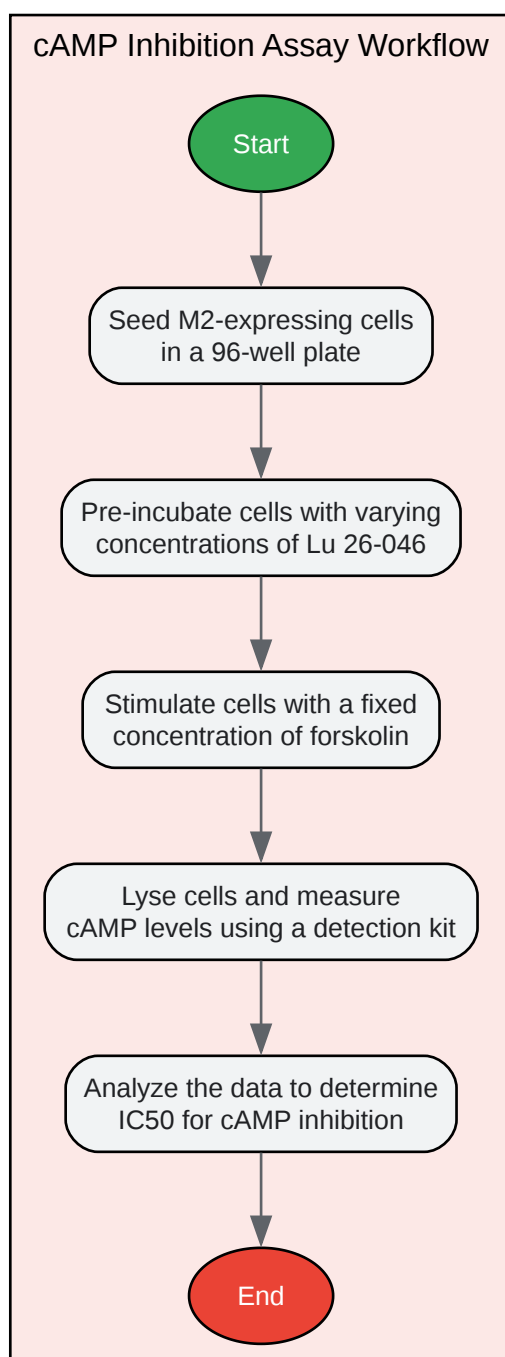 cAMP Inhibition Assay Workflow
Start
Seed M2-expressing cells
in a 96-well plate
Pre-incubate cells with varying
concentrations of Lu 26-046
Stimulate cells with a fixed
concentration of forskolin
Lyse cells and measure
cAMP levels using a detection kit
Analyze the data to determine
IC50 for cAMP inhibition
End